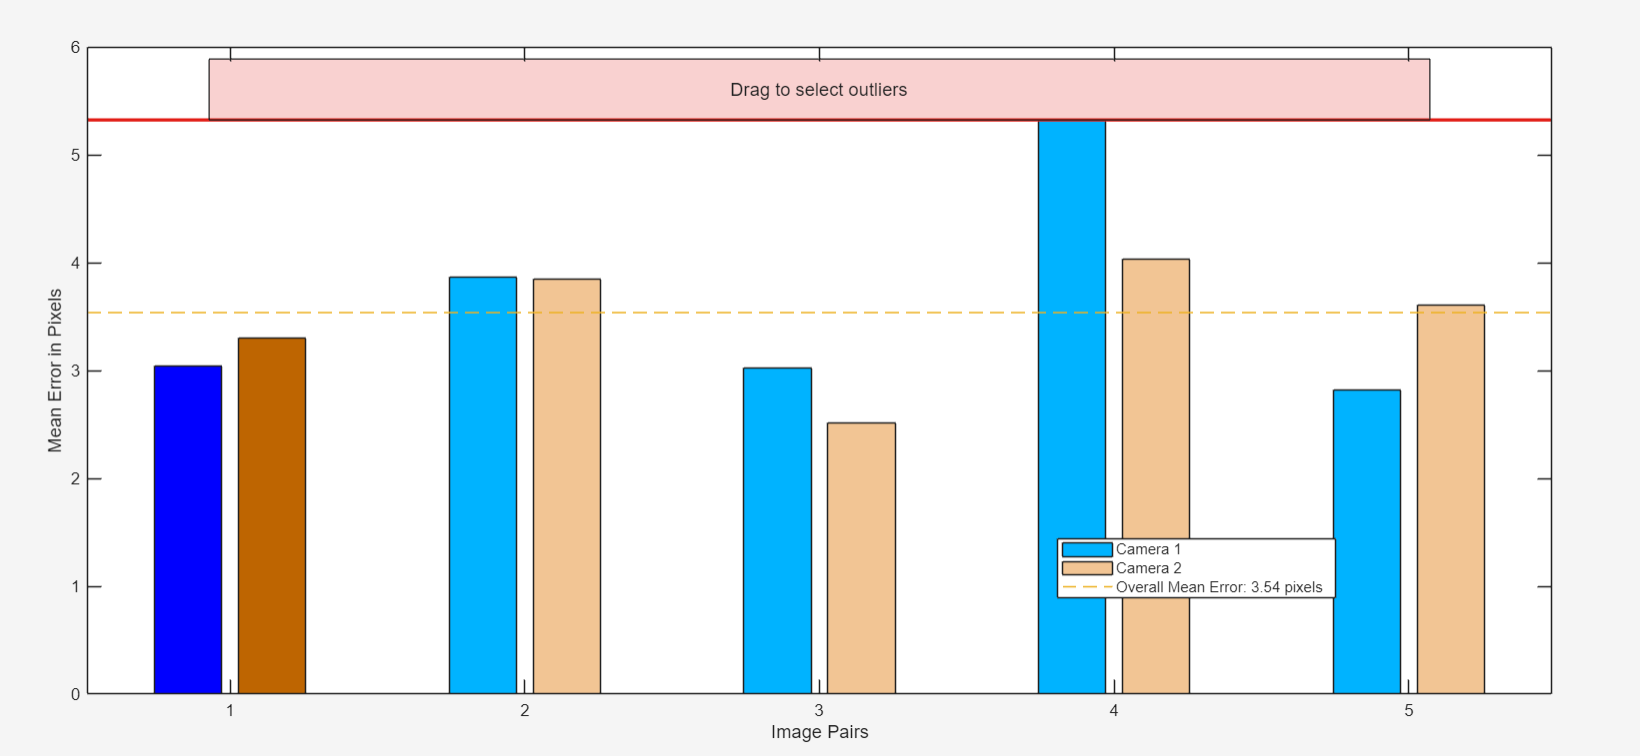 6
Drag to select outliers
5
4
3
2
1
0
Mean Error in Pixels
Camera 1
Camera 2
Overall Mean Error: 3.54 pixels
1 2 3 4 5
Image Pairs